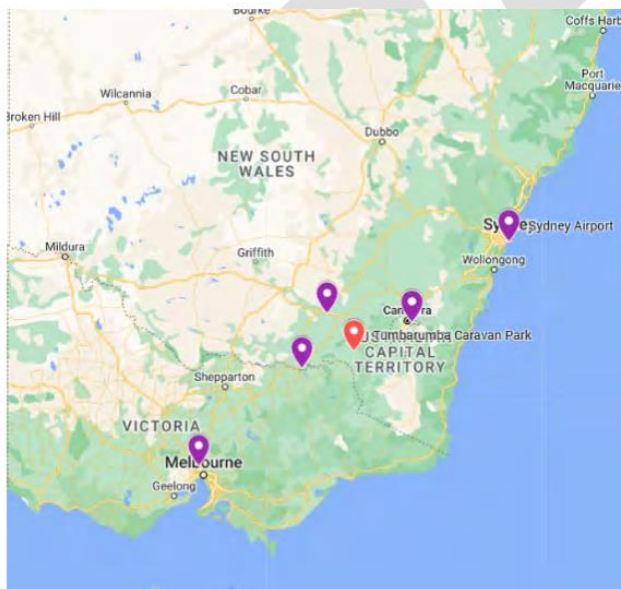 Bourke
Coffs Harb
Wilcannia
Cobar
Port
Macquarie
Broken Hill
Dubbo
NEW SOUTH
WALES
Sydney Airport
Mildura
Griffith
Wollongong
Tumbarumba Caravan Park
CAPITAL
TERRITORY
Shepparton
VICTORIA
Melbourne
Geelong